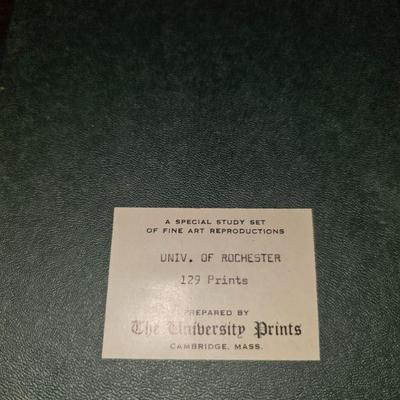 A SPECIAL STUDY SET
OF FINE ART REPRODUCTIONS
UNIV. OF ROCHESTER
129 Prints
PREPARED BY
The University Prints
CAMBRIDGE, MASS.